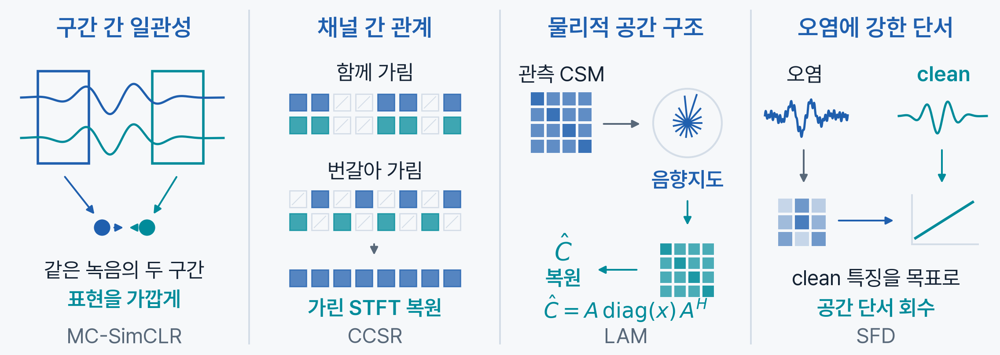 구간 간 일관성
같은 녹음의 두 구간
표현을 가깝게
MC-SimCLR
채널 간 관계
함께 가림
번갈아 가림
가린 STFT 복원
CCSR
물리적 공간 구조
관측 CSM
음향지도
Ĉ
복원
Ĉ = A diag(x) Aᴴ
LAM
오염에 강한 단서
오염
clean
clean 특징을 목표로
공간 단서 회수
SFD